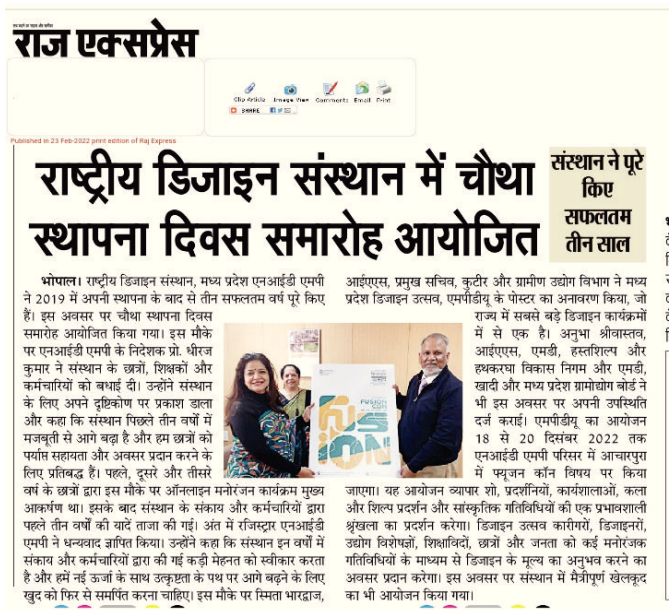 राज एक्सप्रेस
Clip Article Image View Comments Email Print
SHARE
Published in 23 Feb-2022 print edition of Raj Express
राष्ट्रीय डिजाइन संस्थान में चौथा
स्थापना दिवस समारोह आयोजित
संस्थान ने पूरे
किए
सफलतम
तीन साल
भोपाल। राष्ट्रीय डिजाइन संस्थान, मध्य प्रदेश एनआईडी एमपी
ने 2019 में अपनी स्थापना के बाद से तीन सफलतम वर्ष पूरे किए
हैं। इस अवसर पर चौथा स्थापना दिवस
समारोह आयोजित किया गया। इस मौके
पर एनआईडी एमपी के निदेशक प्रो. धीरज
कुमार ने संस्थान के छात्रों, शिक्षकों और
कर्मचारियों को बधाई दी। उन्होंने संस्थान
के लिए अपने दृष्टिकोण पर प्रकाश डाला
और कहा कि संस्थान पिछले तीन वर्षों में
मजबूती से आगे बढ़ा है और हम छात्रों को
पर्याप्त सहायता और अवसर प्रदान करने के
लिए प्रतिबद्ध हैं। पहले, दूसरे और तीसरे
वर्ष के छात्रों द्वारा इस मौके पर ऑनलाइन मनोरंजन कार्यक्रम मुख्य
आकर्षण था। इसके बाद संस्थान के संकाय और कर्मचारियों द्वारा
पहले तीन वर्षों की यादें ताजा की गई। अंत में रजिस्ट्रार एनआईडी
एमपी ने धन्यवाद ज्ञापित किया। उन्होंने कहा कि संस्थान इन वर्षों में
संकाय और कर्मचारियों द्वारा की गई कड़ी मेहनत को स्वीकार करता
है और हमें नई ऊर्जा के साथ उत्कृष्टता के पथ पर आगे बढ़ने के लिए
खुद को फिर से समर्पित करना चाहिए। इस मौके पर स्मिता भारद्वाज,
आईएएस, प्रमुख सचिव, कुटीर और ग्रामीण उद्योग विभाग ने मध्य
प्रदेश डिजाइन उत्सव, एमपीडीयू के पोस्टर का अनावरण किया, जो
राज्य में सबसे बड़े डिजाइन कार्यक्रमों
में से एक है। अनुभा श्रीवास्तव,
आईएएस, एमडी, हस्तशिल्प और
हथकरघा विकास निगम और एमडी,
खादी और मध्य प्रदेश ग्रामोद्योग बोर्ड ने
भी इस अवसर पर अपनी उपस्थिति
दर्ज कराई। एमपीडीयू का आयोजन
18 से 20 दिसंबर 2022 तक
एनआईडी एमपी परिसर में आचारपुरा
में फ्यूजन कॉन विषय पर किया
जाएगा। यह आयोजन व्यापार शो, प्रदर्शनियों, कार्यशालाओं, कला
और शिल्प प्रदर्शन और सांस्कृतिक गतिविधियों की एक प्रभावशाली
श्रृंखला का प्रदर्शन करेगा। डिजाइन उत्सव कारीगरों, डिजाइनरों,
उद्योग विशेषज्ञों, शिक्षाविदों, छात्रों और जनता को कई मनोरंजक
गतिविधियों के माध्यम से डिजाइन के मूल्य का अनुभव करने का
अवसर प्रदान करेगा। इस अवसर पर संस्थान में मैत्रीपूर्ण खेलकूद
का भी आयोजन किया गया।
FUSION
CON
FUSION